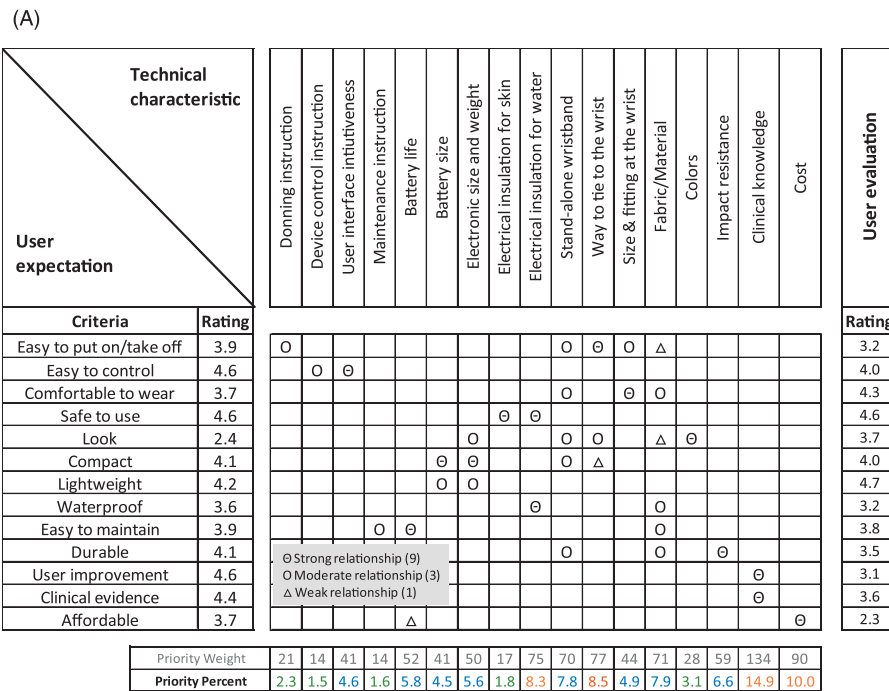 (A)
Technical
characteristic
User
expectation
Donning instruction
Device control instruction
User interface intiutiveness
Maintenance instruction
Battery life
Battery size
Electronic size and weight
Electrical insulation for skin
Electrical insulation for water
Stand-alone wristband
Way to tie to the wrist
Size & fitting at the wrist
Fabric/Material
Colors
Impact resistance
Clinical knowledge
Cost
User evaluation
Criteria Rating Rating
Easy to put on/take off 3.9 O O Θ O Δ 3.2
Easy to control 4.6 O Θ 4.0
Comfortable to wear 3.7 O Θ O 4.3
Safe to use 4.6 Θ Θ 4.6
Look 2.4 O O O Δ Θ 3.7
Compact 4.1 Θ Θ O Δ 4.0
Lightweight 4.2 O O 4.7
Waterproof 3.6 Θ O 3.2
Easy to maintain 3.9 O Θ O 3.8
Durable 4.1 O O Θ 3.5
User improvement 4.6 Θ 3.1
Clinical evidence 4.4 Θ 3.6
Affordable 3.7 Δ Θ 2.3
Θ Strong relationship (9)
O Moderate relationship (3)
Δ Weak relationship (1)
Priority Weight 21 14 41 14 52 41 50 17 75 70 77 44 71 28 59 134 90
Priority Percent 2.3 1.5 4.6 1.6 5.8 4.5 5.6 1.8 8.3 7.8 8.5 4.9 7.9 3.1 6.6 14.9 10.0